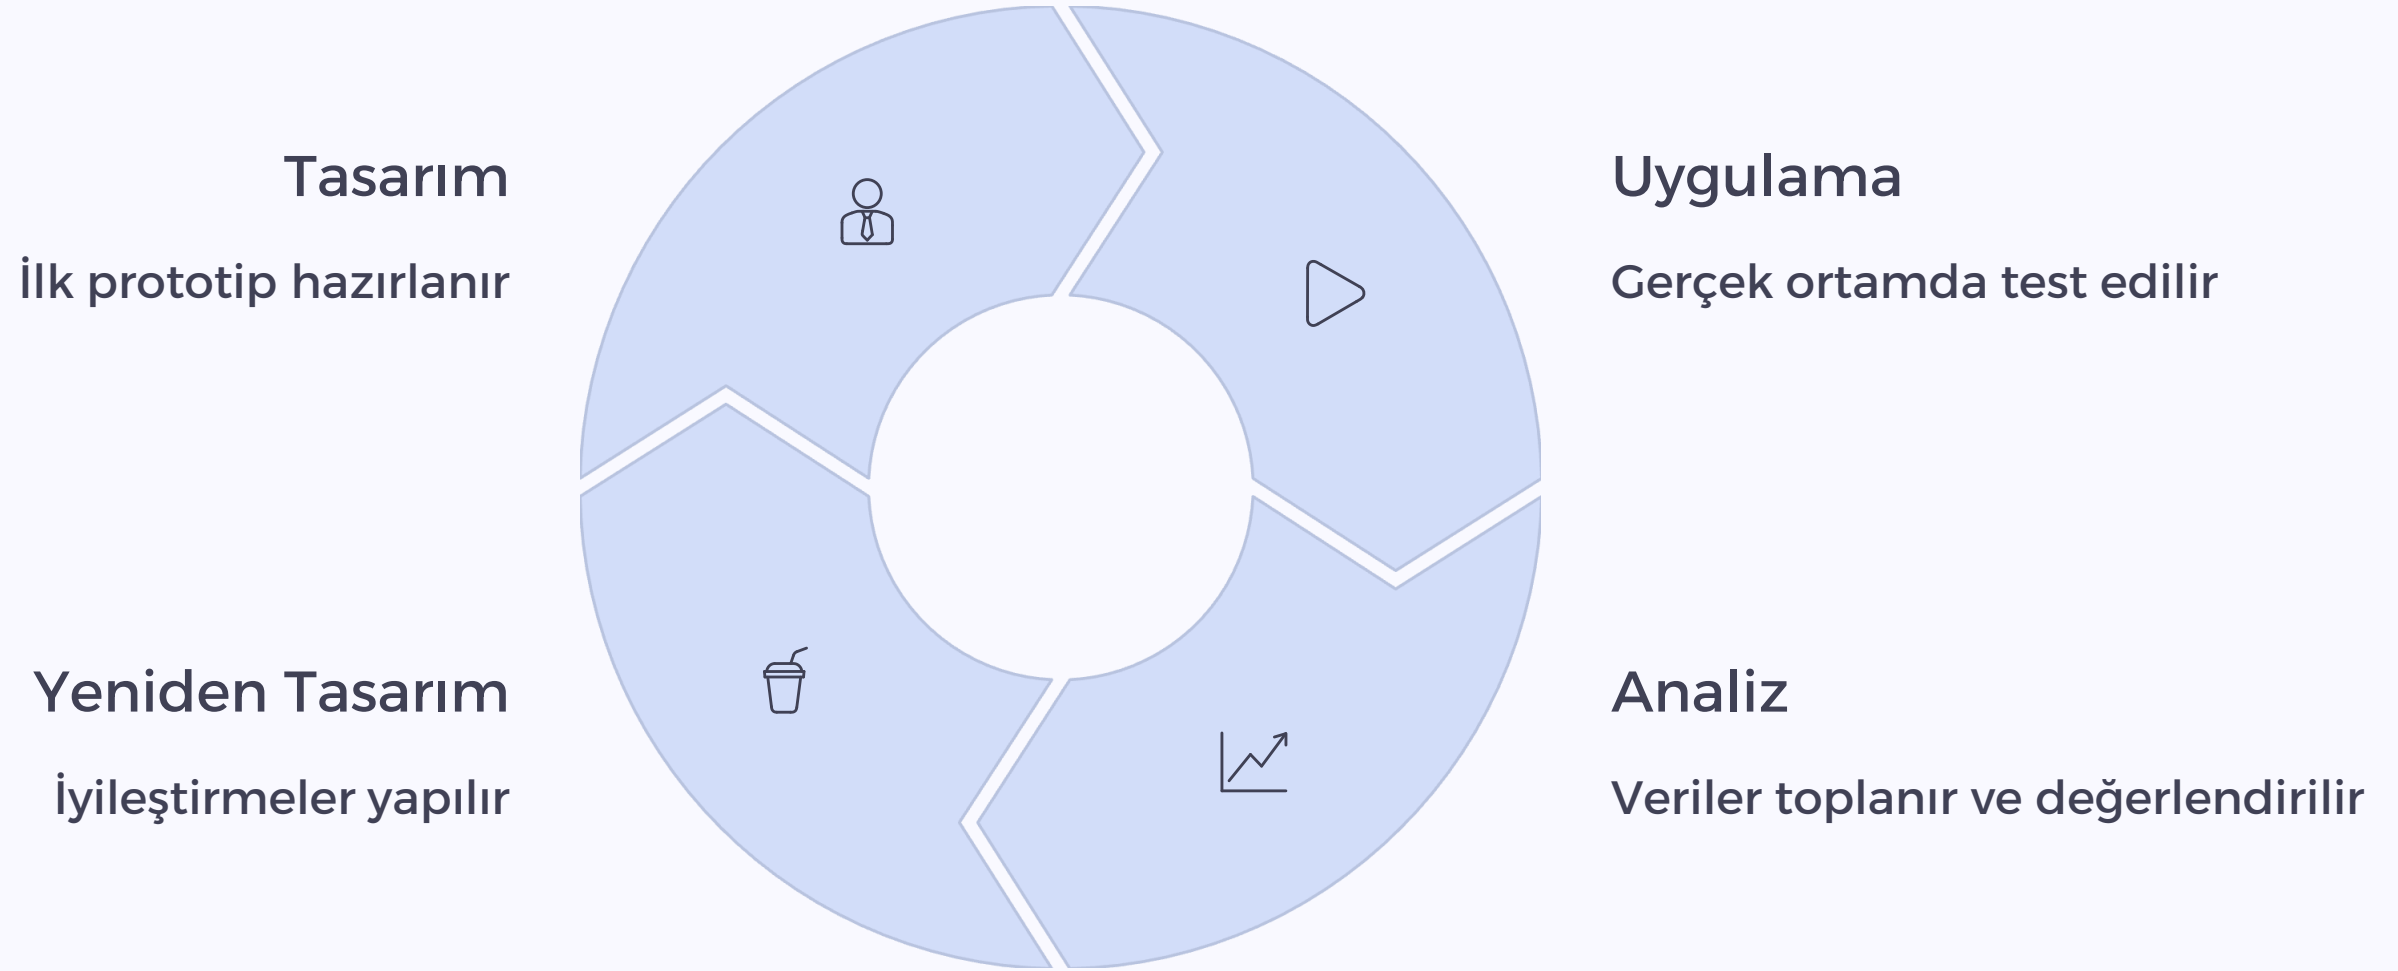 Tasarım
İlk prototip hazırlanır
Uygulama
Gerçek ortamda test edilir
Analiz
Veriler toplanır ve değerlendirilir
Yeniden Tasarım
İyileştirmeler yapılır